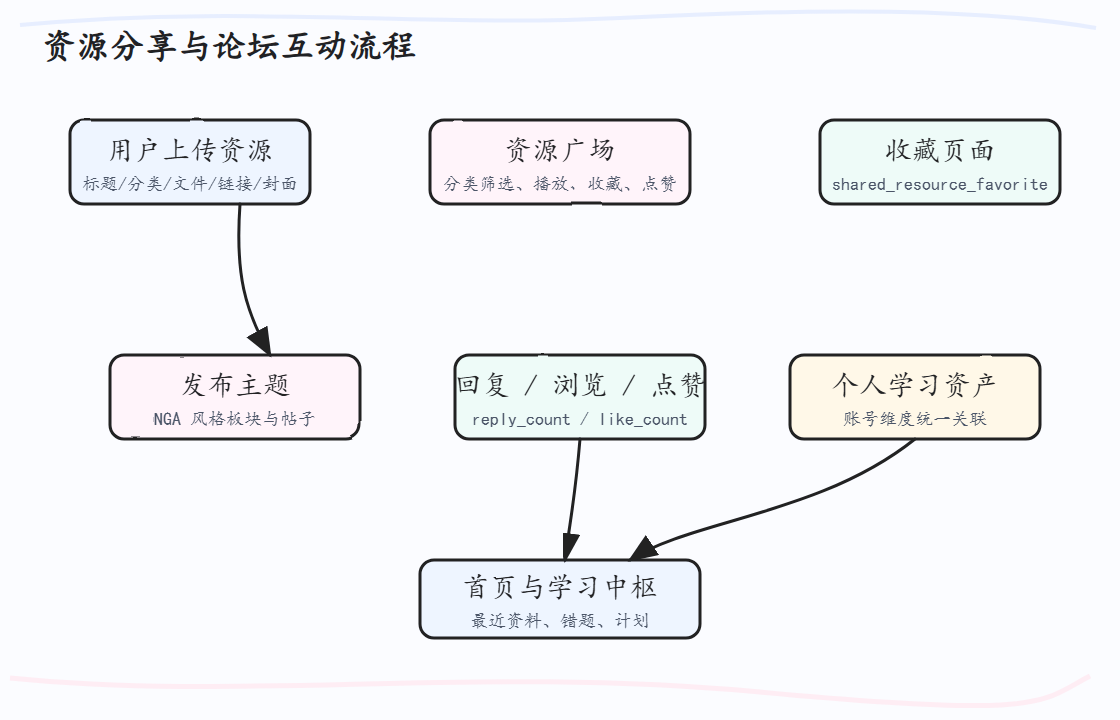 资源分享与论坛互动流程
用户上传资源
标题/分类/文件/链接/封面
资源广场
分类筛选、播放、收藏、点赞
收藏页面
shared_resource_favorite
发布主题
NGA 风格板块与帖子
回复 / 浏览 / 点赞
reply_count / like_count
个人学习资产
账号维度统一关联
首页与学习中枢
最近资料、错题、计划